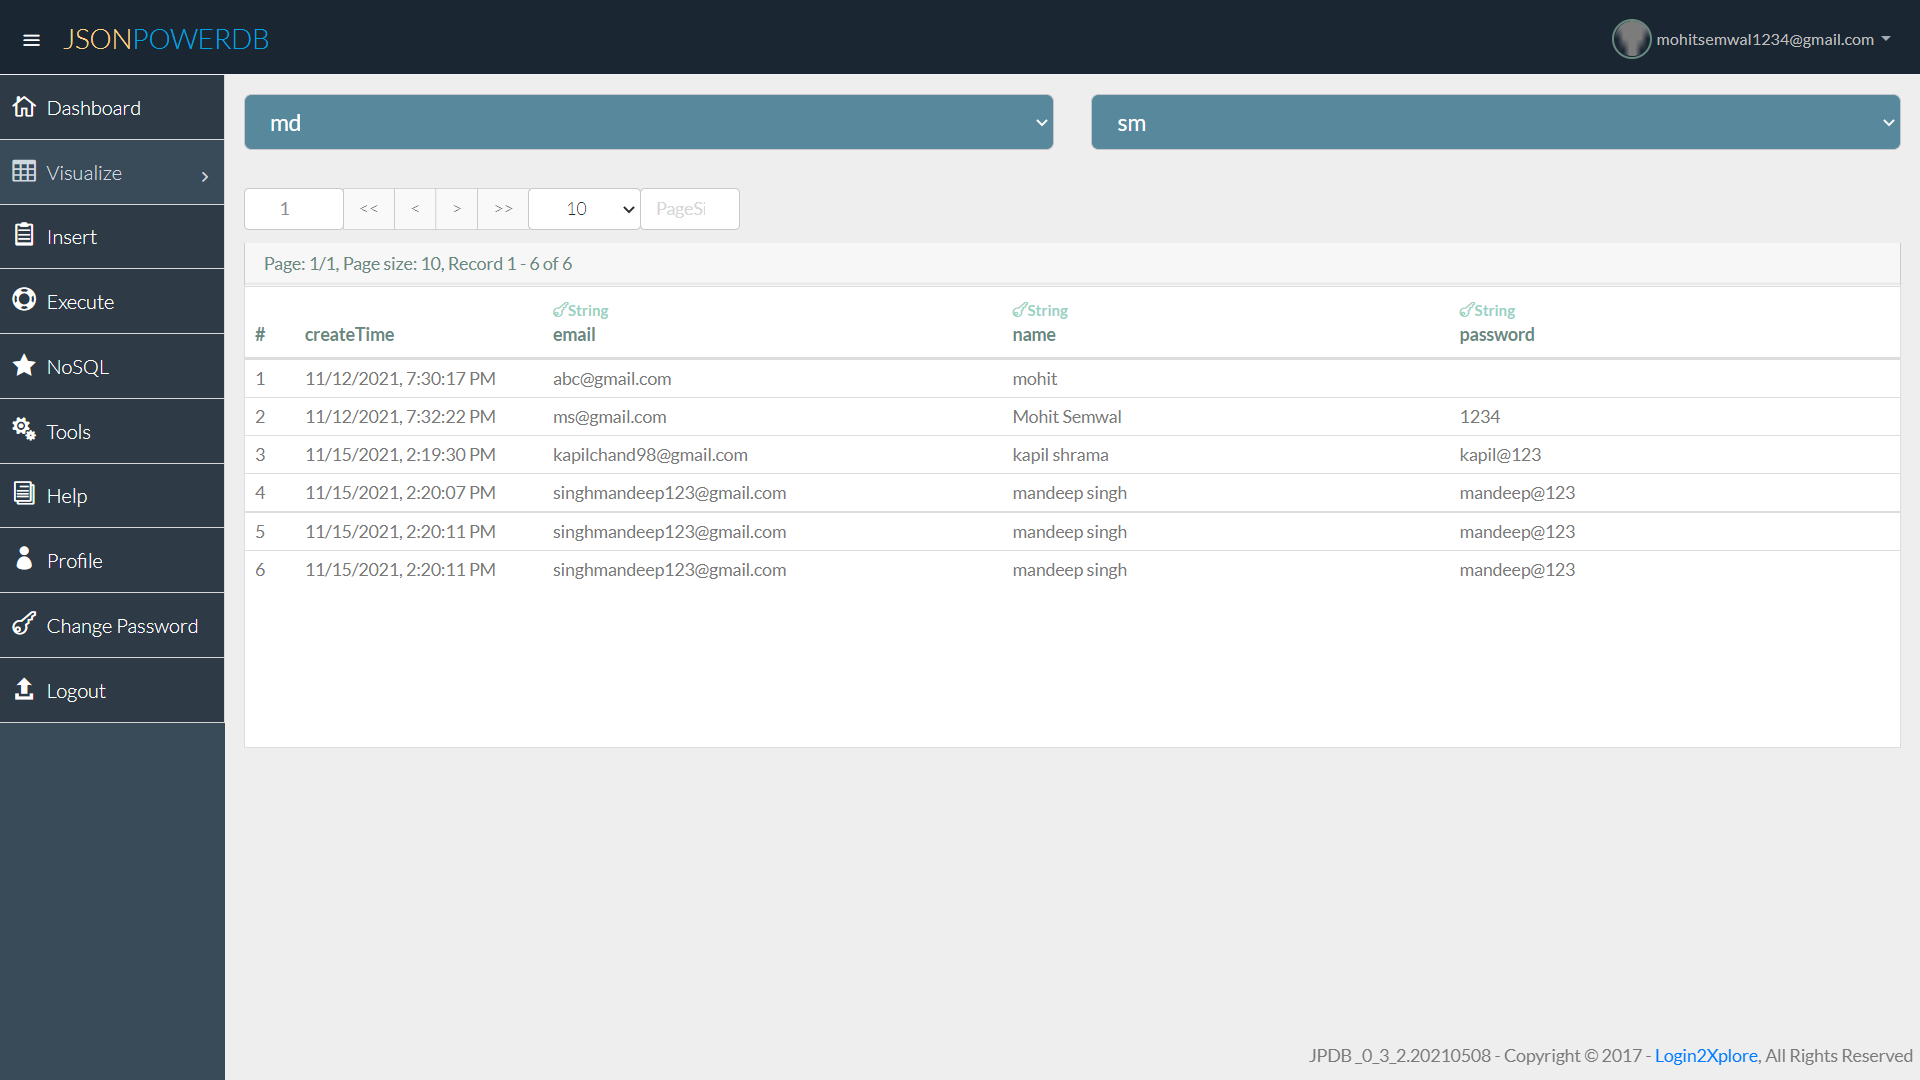 JSONPOWERDB
mohitsemwal1234@gmail.com
Dashboard
Visualize
Insert
Execute
NoSQL
Tools
Help
Profile
Change Password
Logout
md
sm
1 << < > >> 10 PageSi
Page: 1/1, Page size: 10, Record 1 - 6 of 6
String String String
# createTime email name password
1 11/12/2021, 7:30:17 PM abc@gmail.com mohit
2 11/12/2021, 7:32:22 PM ms@gmail.com Mohit Semwal 1234
3 11/15/2021, 2:19:30 PM kapilchand98@gmail.com kapil shrama kapil@123
4 11/15/2021, 2:20:07 PM singhmandeep123@gmail.com mandeep singh mandeep@123
5 11/15/2021, 2:20:11 PM singhmandeep123@gmail.com mandeep singh mandeep@123
6 11/15/2021, 2:20:11 PM singhmandeep123@gmail.com mandeep singh mandeep@123
JPDB_0_3_2.20210508 - Copyright © 2017 - Login2Xplore, All Rights Reserved